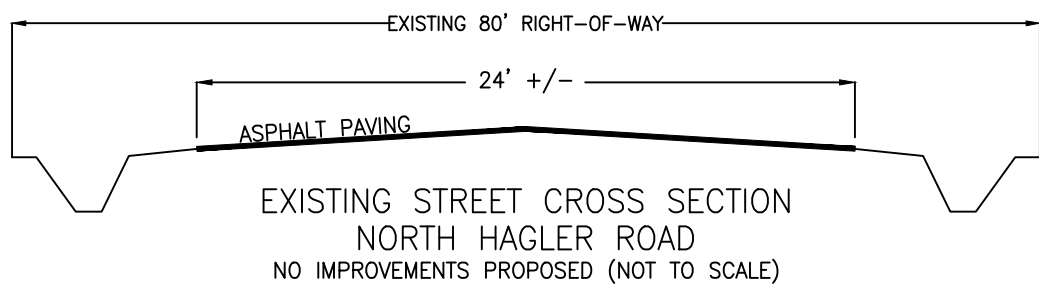 EXISTING 80' RIGHT-OF-WAY
24' +/-
ASPHALT PAVING
EXISTING STREET CROSS SECTION
NORTH HAGLER ROAD
NO IMPROVEMENTS PROPOSED (NOT TO SCALE)